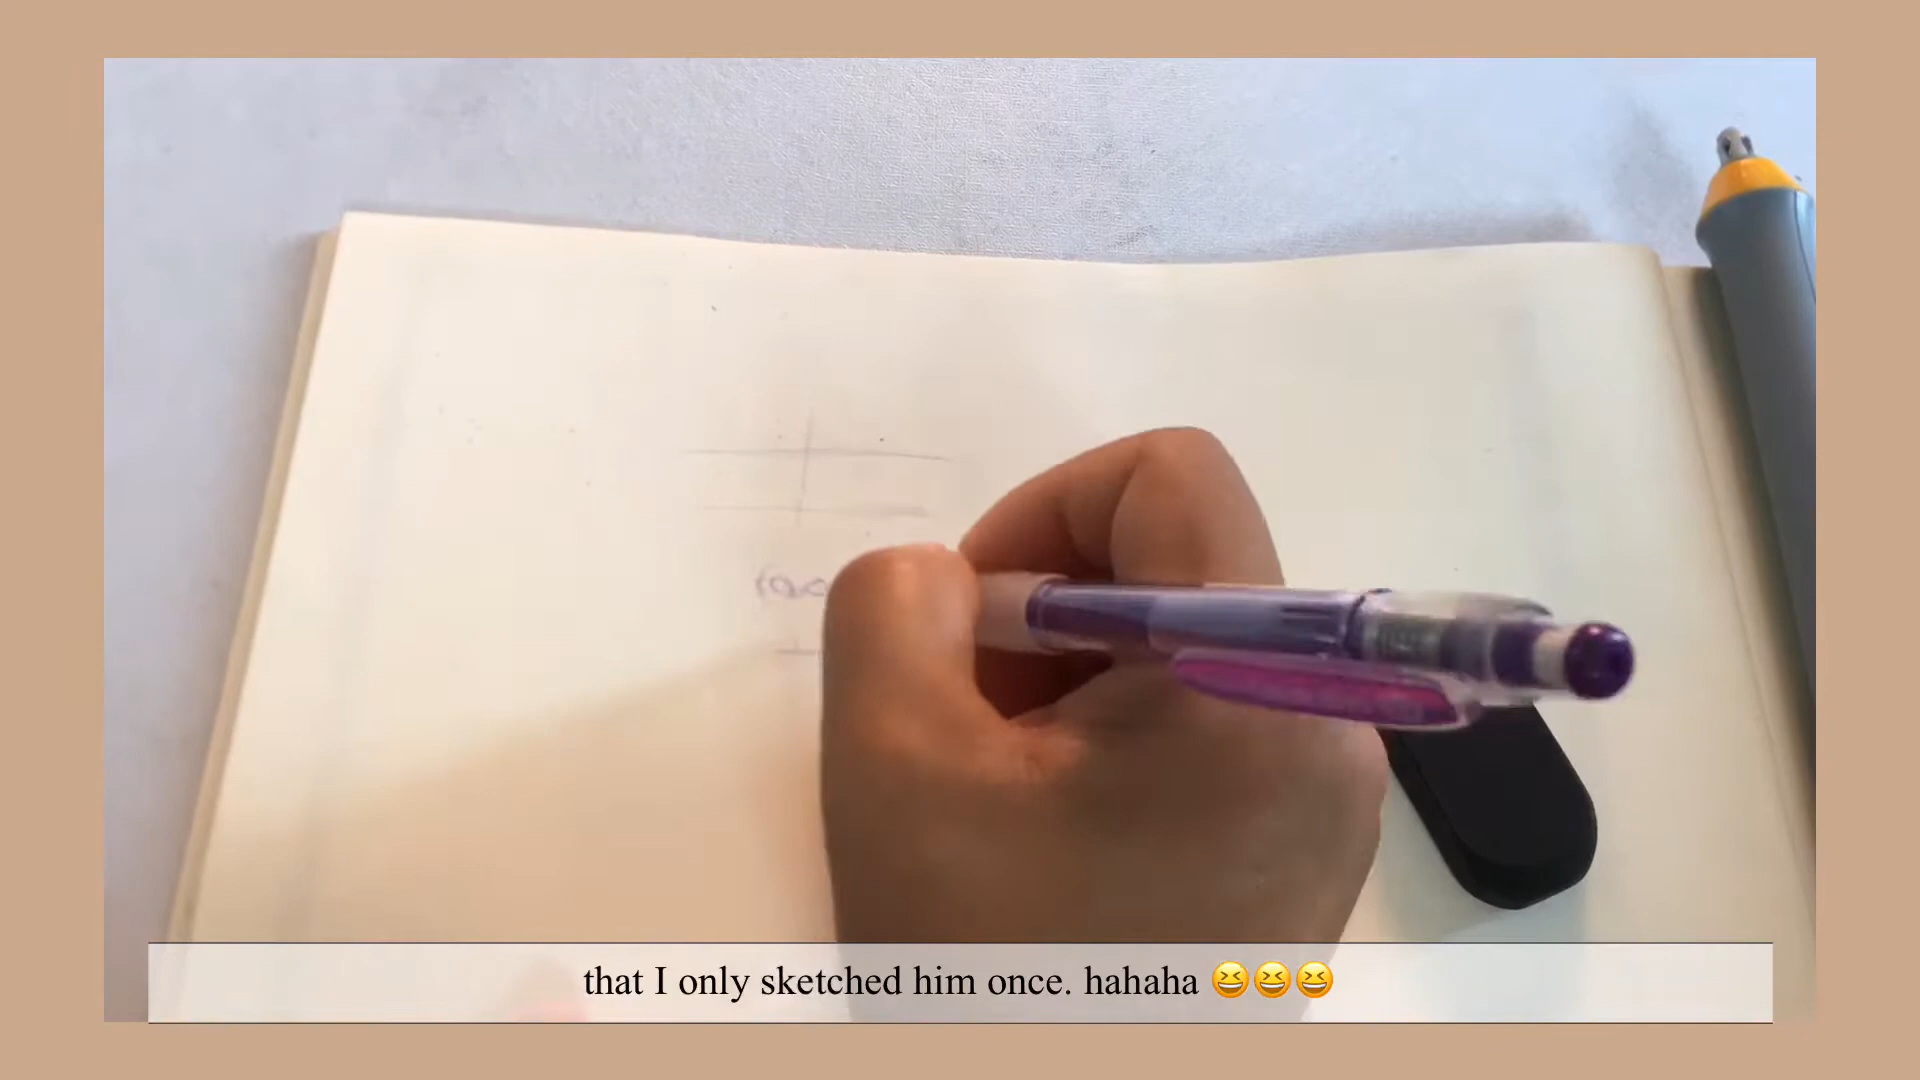 that I only sketched him once. hahaha 😆😆😆